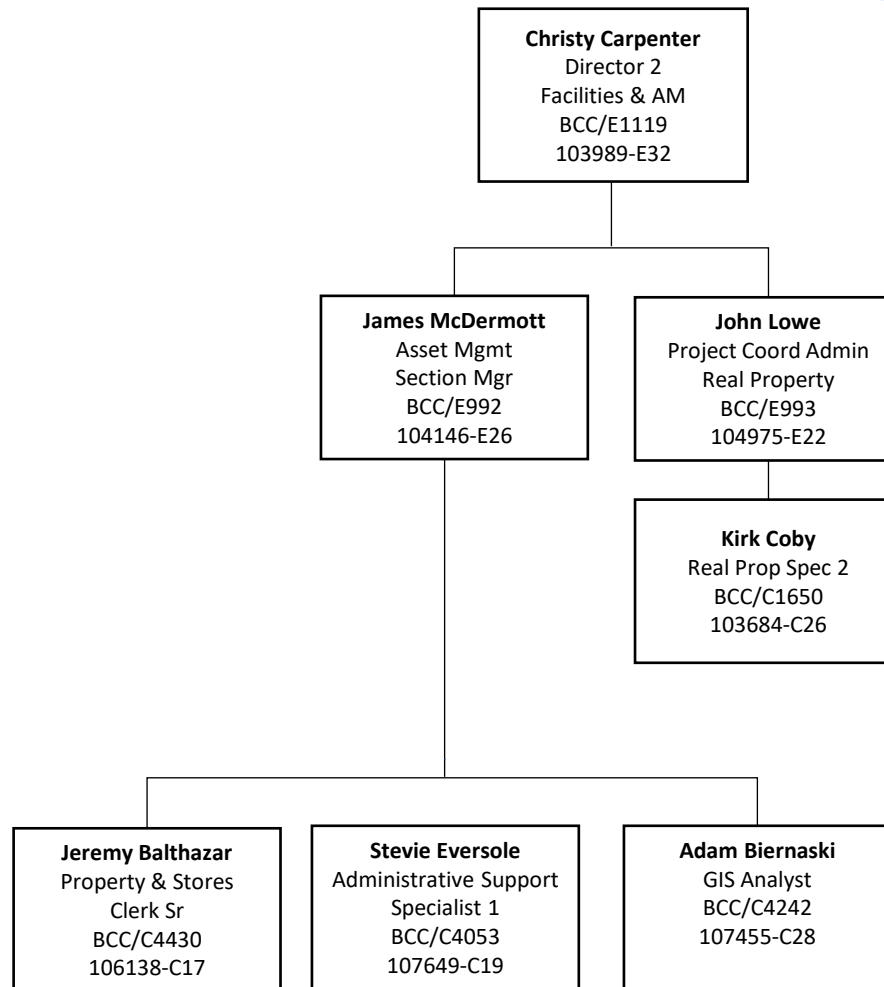 Christy Carpenter
Director 2
Facilities & AM
BCC/E1119
103989-E32
James McDermott
Asset Mgmt
Section Mgr
BCC/E992
104146-E26
John Lowe
Project Coord Admin
Real Property
BCC/E993
104975-E22
Kirk Coby
Real Prop Spec 2
BCC/C1650
103684-C26
Jeremy Balthazar
Property & Stores
Clerk Sr
BCC/C4430
106138-C17
Stevie Eversole
Administrative Support
Specialist 1
BCC/C4053
107649-C19
Adam Biernaski
GIS Analyst
BCC/C4242
107455-C28